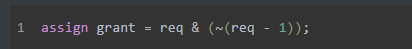 1 assign grant = req & (~(req - 1));